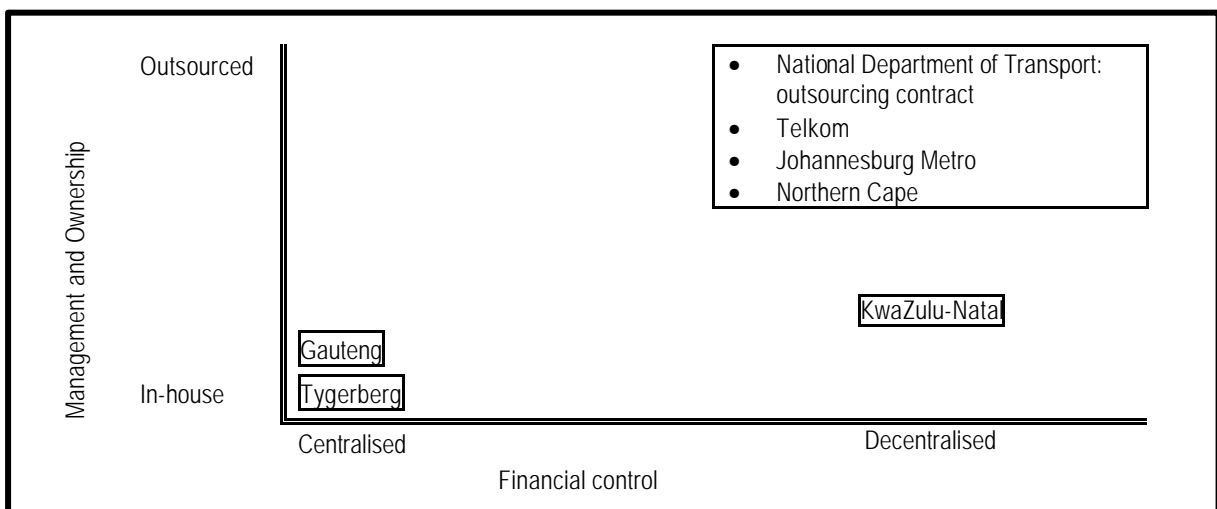 Outsourced
• National Department of Transport:
outsourcing contract
• Telkom
• Johannesburg Metro
• Northern Cape
Management and Ownership
KwaZulu-Natal
Gauteng
In-house
Tygerberg
Centralised
Decentralised
Financial control